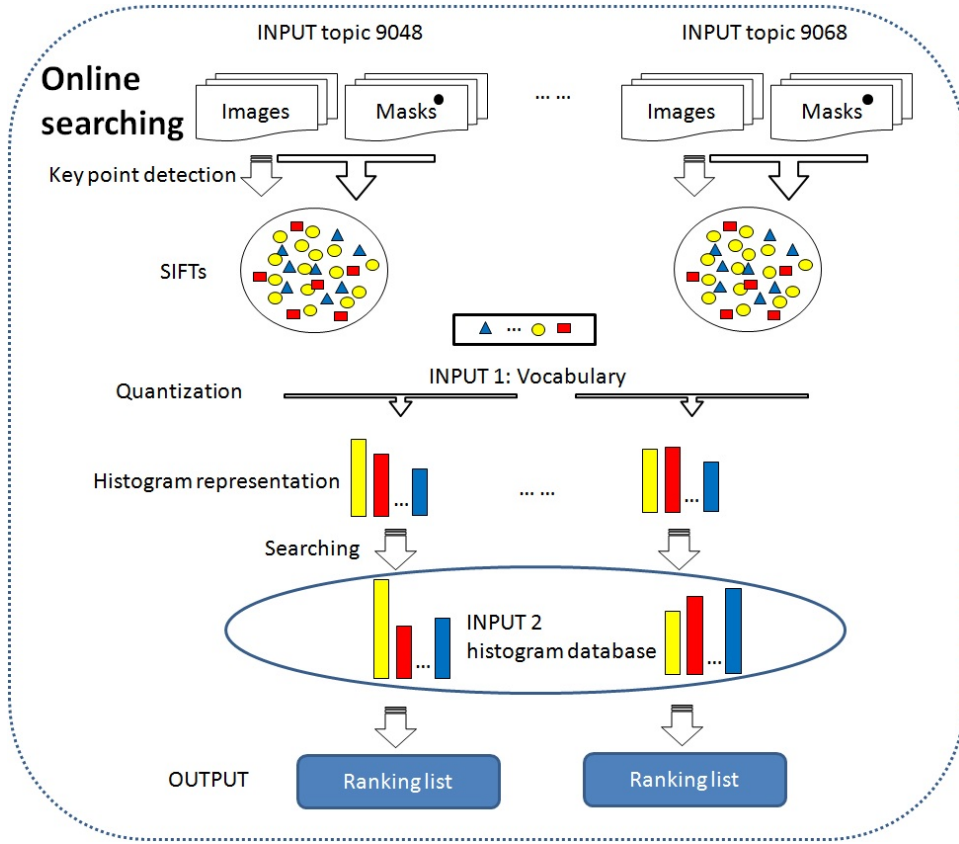 INPUT topic 9048
INPUT topic 9068
Online
searching
Images
Masks
... ...
Images
Masks
Key point detection
SIFTs
...
INPUT 1: Vocabulary
Quantization
Histogram representation
...
... ...
...
Searching
INPUT 2
histogram database
...
...
OUTPUT
Ranking list
Ranking list